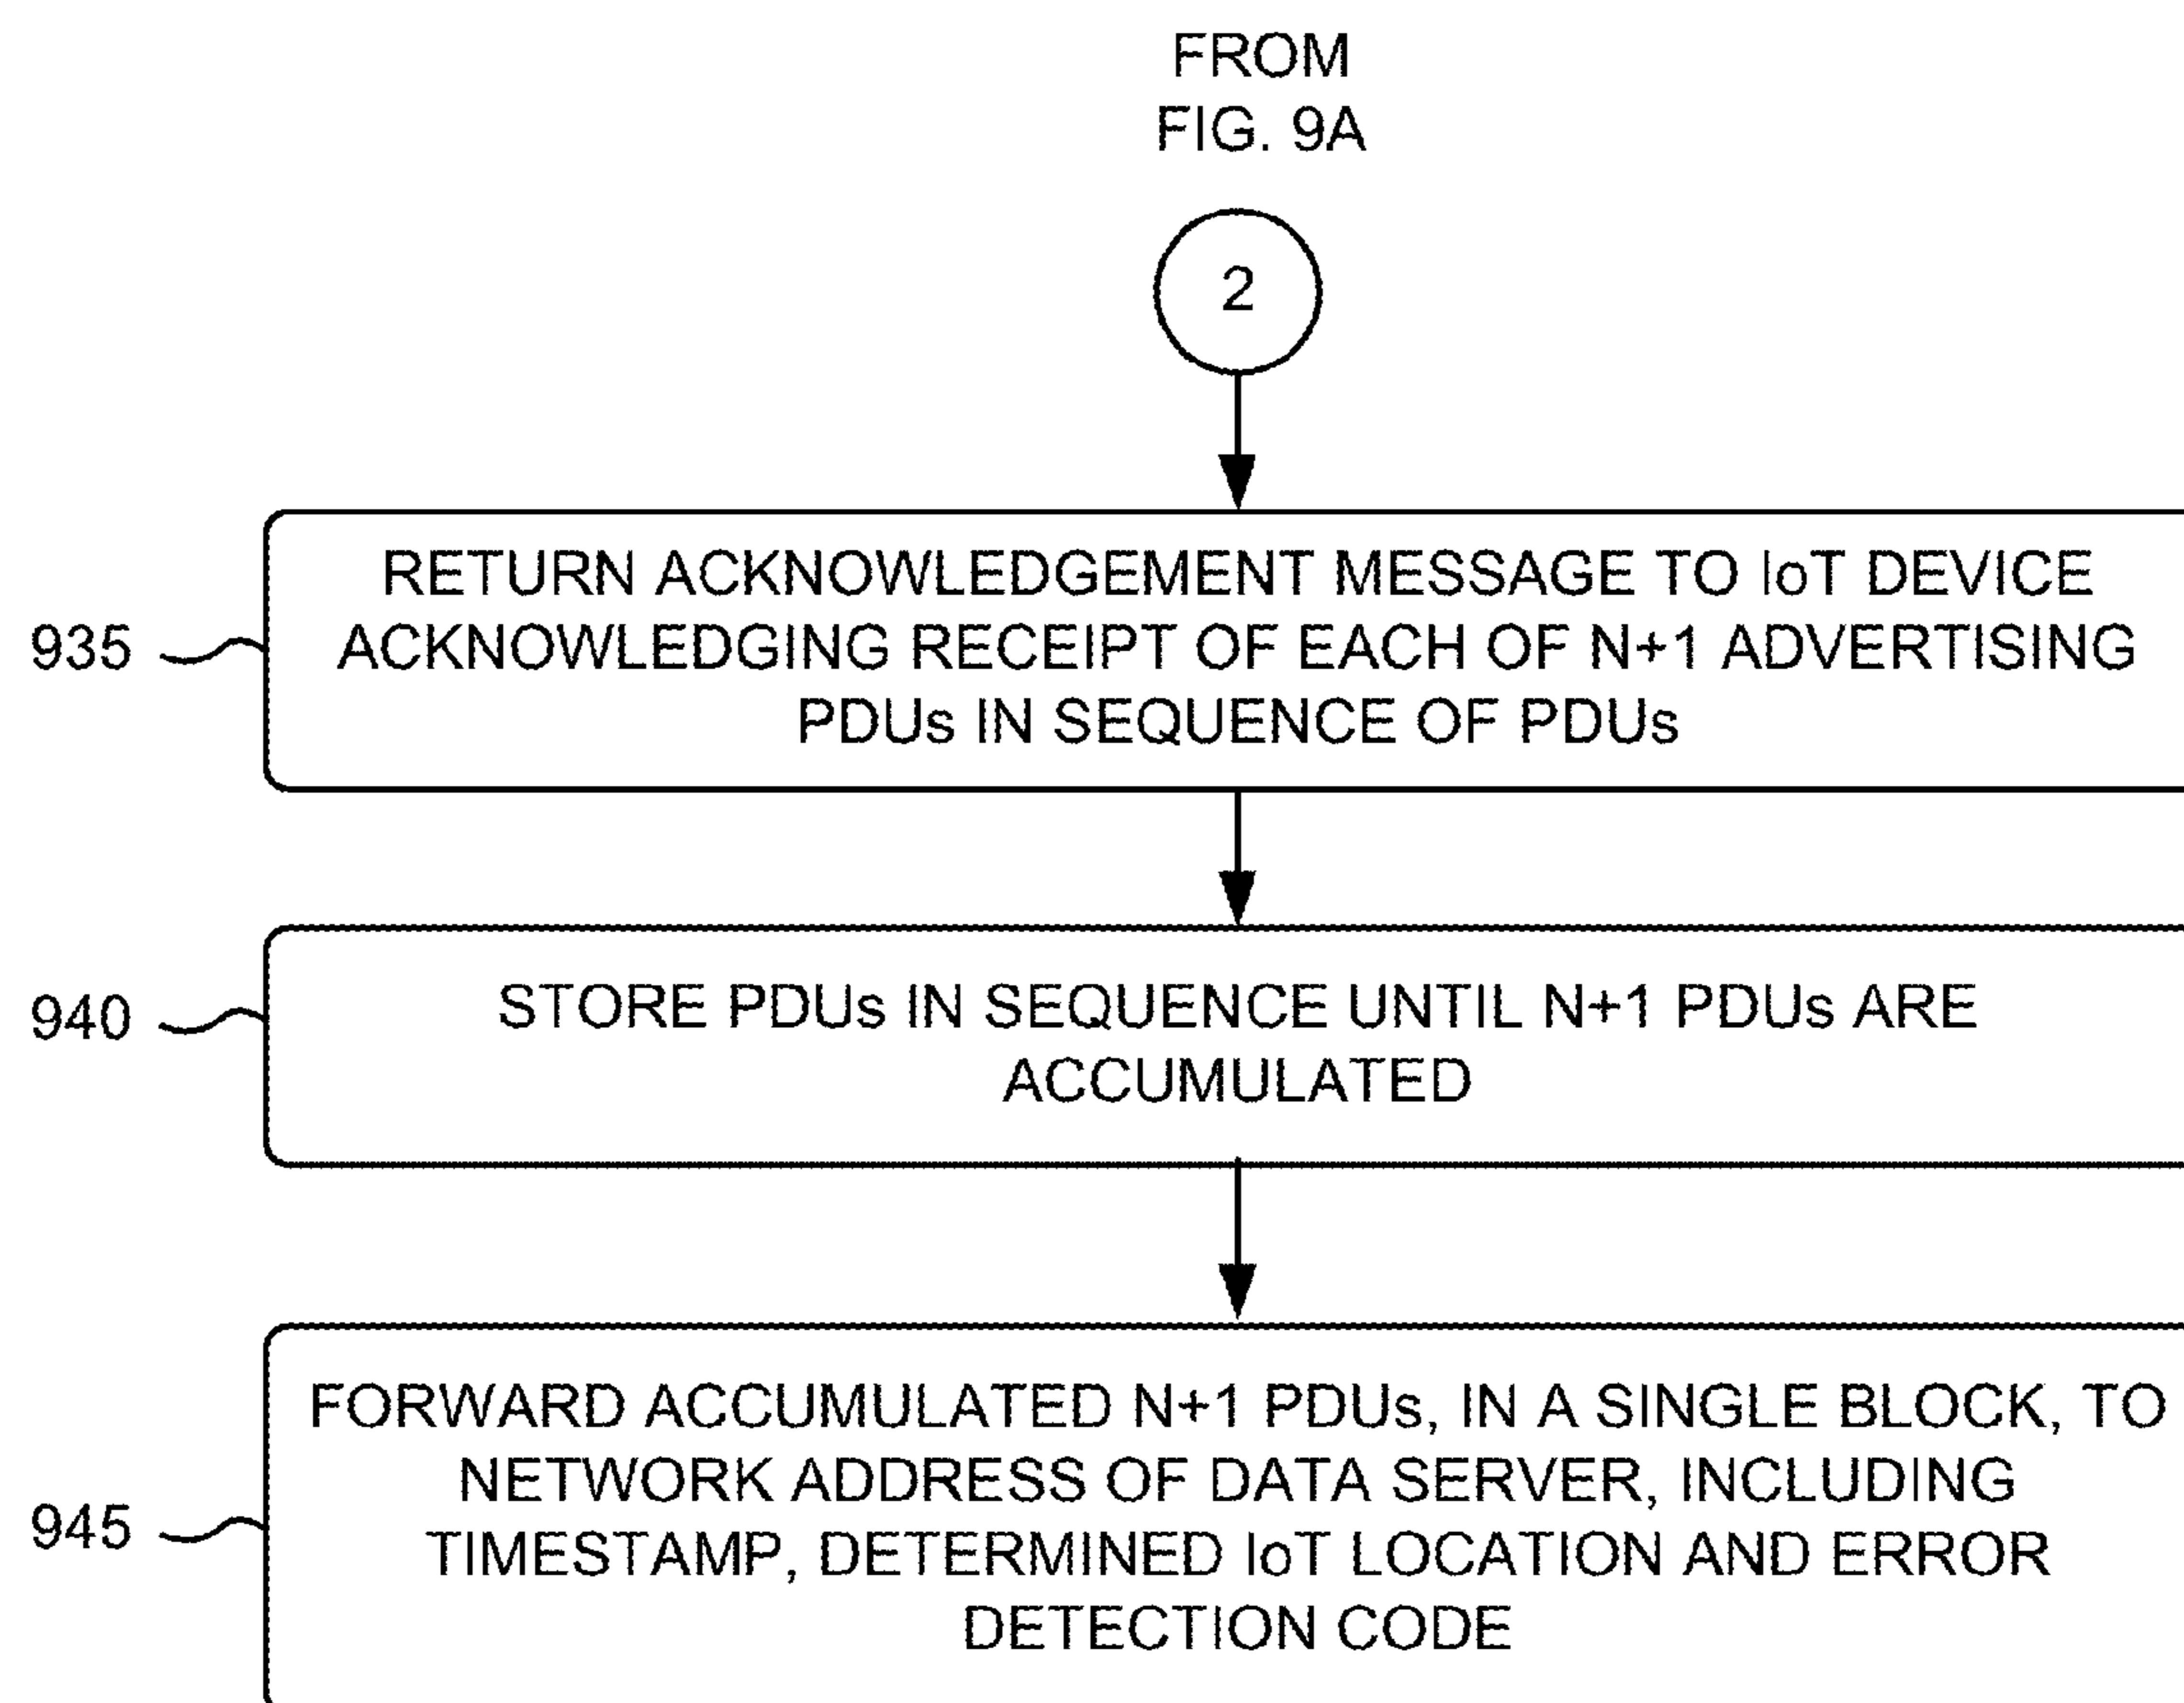 FROM
FIG. 9A
2
RETURN ACKNOWLEDGEMENT MESSAGE TO IoT DEVICE
935
ACKNOWLEDGING RECEIPT OF EACH OF N+1 ADVERTISING
PDUs IN SEQUENCE OF PDUs
940
STORE PDUs IN SEQUENCE UNTIL N+1 PDUs ARE
ACCUMULATED
FORWARD ACCUMULATED N+1 PDUs, IN A SINGLE BLOCK, TO
NETWORK ADDRESS OF DATA SERVER, INCLUDING
945
TIMESTAMP, DETERMINED IoT LOCATION AND ERROR
DETECTION CODE